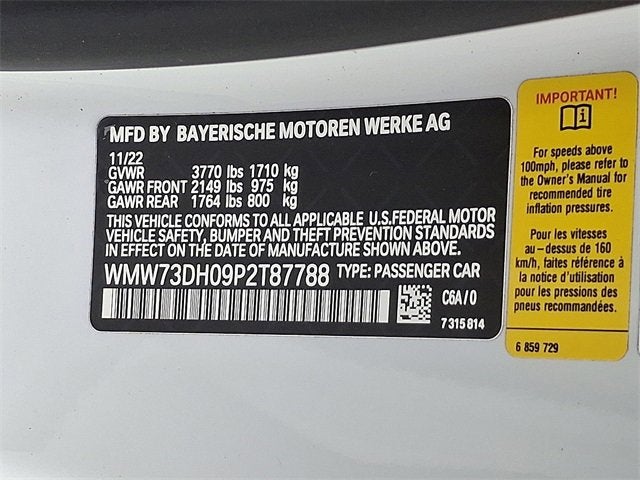 MFD BY BAYERISCHE MOTOREN WERKE AG
11/22
GVWR 3770 lbs 1710 kg
GAWR FRONT 2149 lbs 975 kg
GAWR REAR 1764 lbs 800 kg
THIS VEHICLE CONFORMS TO ALL APPLICABLE U.S.FEDERAL MOTOR
VEHICLE SAFETY, BUMPER AND THEFT PREVENTION STANDARDS
IN EFFECT ON THE DATE OF MANUFACTURE SHOWN ABOVE.
WMW73DH09P2T87788 TYPE: PASSENGER CAR
C6A/0
7 315 814
IMPORTANT!
For speeds above
100mph, please refer to
the Owner's Manual for
recommended tire
inflation pressures.
Pour les vitesses
au-dessus de 160
km/h, faites référence à
la notice d'utilisation
pour les pressions des
pneus recommandées.
6 859 729